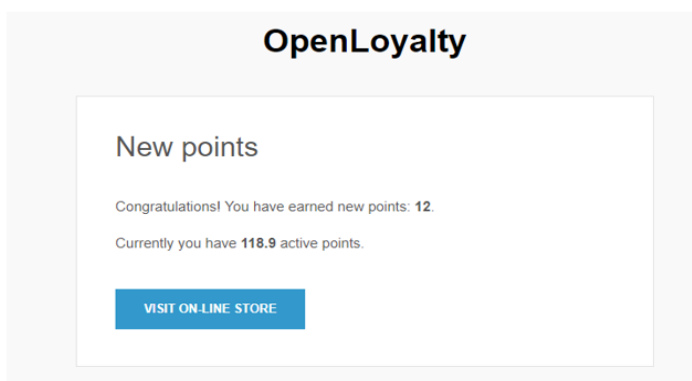 OpenLoyalty
New points
Congratulations! You have earned new points: 12.
Currently you have 118.9 active points.
VISIT ON-LINE STORE